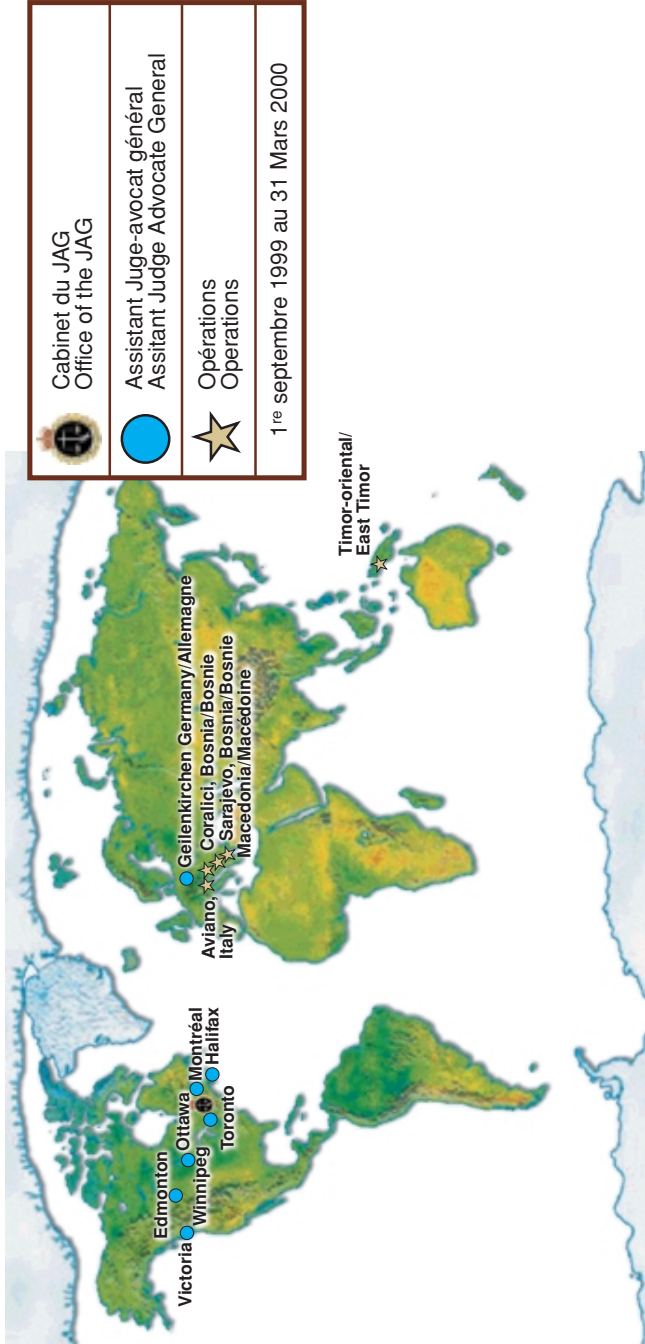 Cabinet du JAG
Office of the JAG
Assistant Juge-avocat général
Assitant Judge Advocate General
Opérations
Operations
1re septembre 1999 au 31 Mars 2000
Victoria
Edmonton
Winnipeg
Ottawa
Toronto
Montréal
Halifax
Aviano,
Italy
Geilenkirchen Germany/Allemagne
Coralici, Bosnia/Bosnie
Sarajevo, Bosnia/Bosnie
Macedonia/Macédoine
Timor-oriental/
East Timor